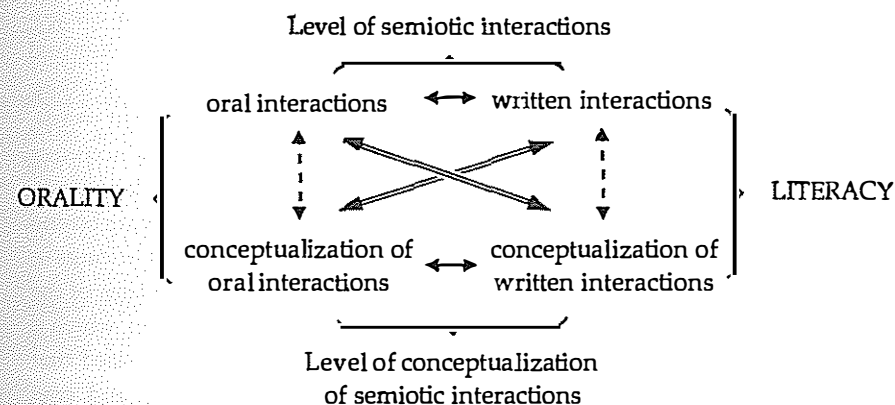 Level of semiotic interactions
oral interactions written interactions
ORALITY LITERACY
conceptualization of conceptualization of
oral interactions written interactions
Level of conceptualization
of semiotic interactions